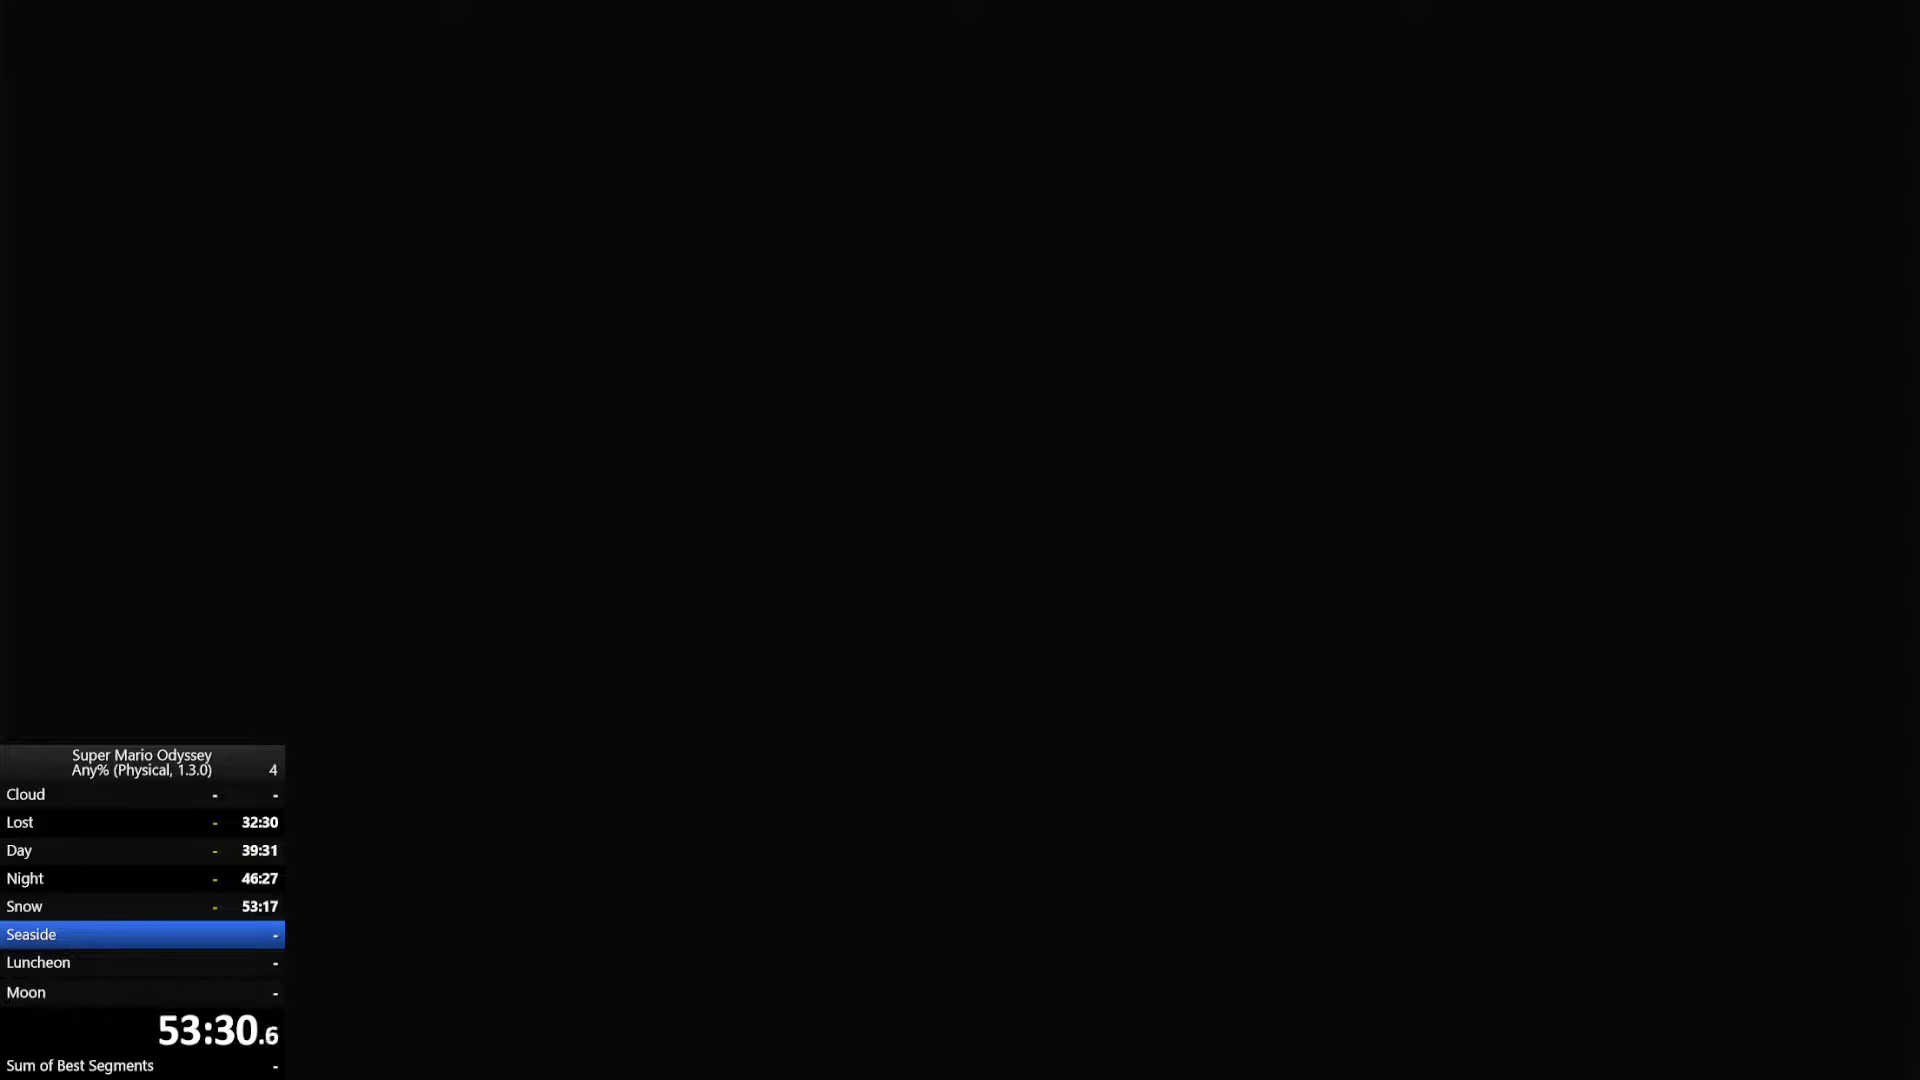 Super Mario Odyssey
Any% (Physical, 1.3.0) 4
Cloud - -
Lost - 32:30
Day - 39:31
Night - 46:27
Snow - 53:17
Seaside -
Luncheon -
Moon -
53:30.6
Sum of Best Segments -